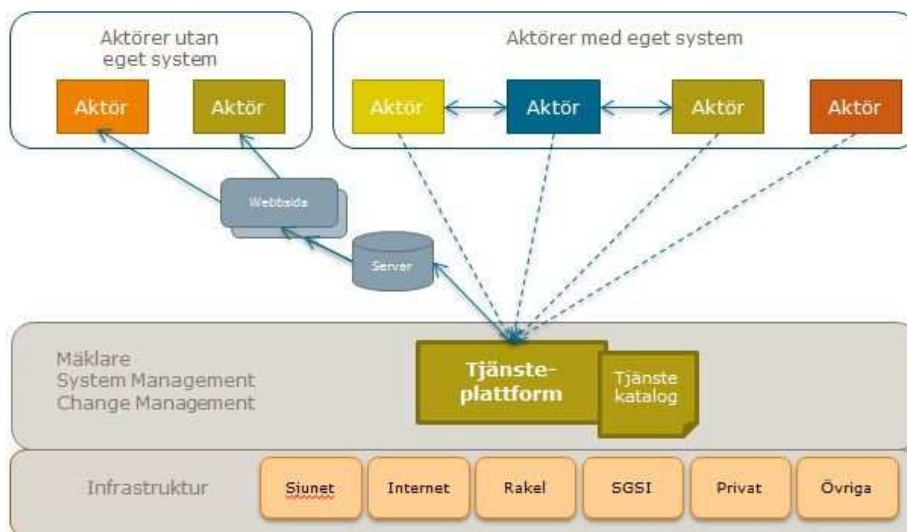 Aktörer utan
eget system
Aktörer med eget system
Aktör
Aktör
Aktör
Aktör
Aktör
Aktör
Webbsida
Server
Mäklare
System Management
Change Management
Tjänste-
plattform
Tjänste
katalog
Infrastruktur
Sjunet
Internet
Rakel
SGSI
Privat
Övriga